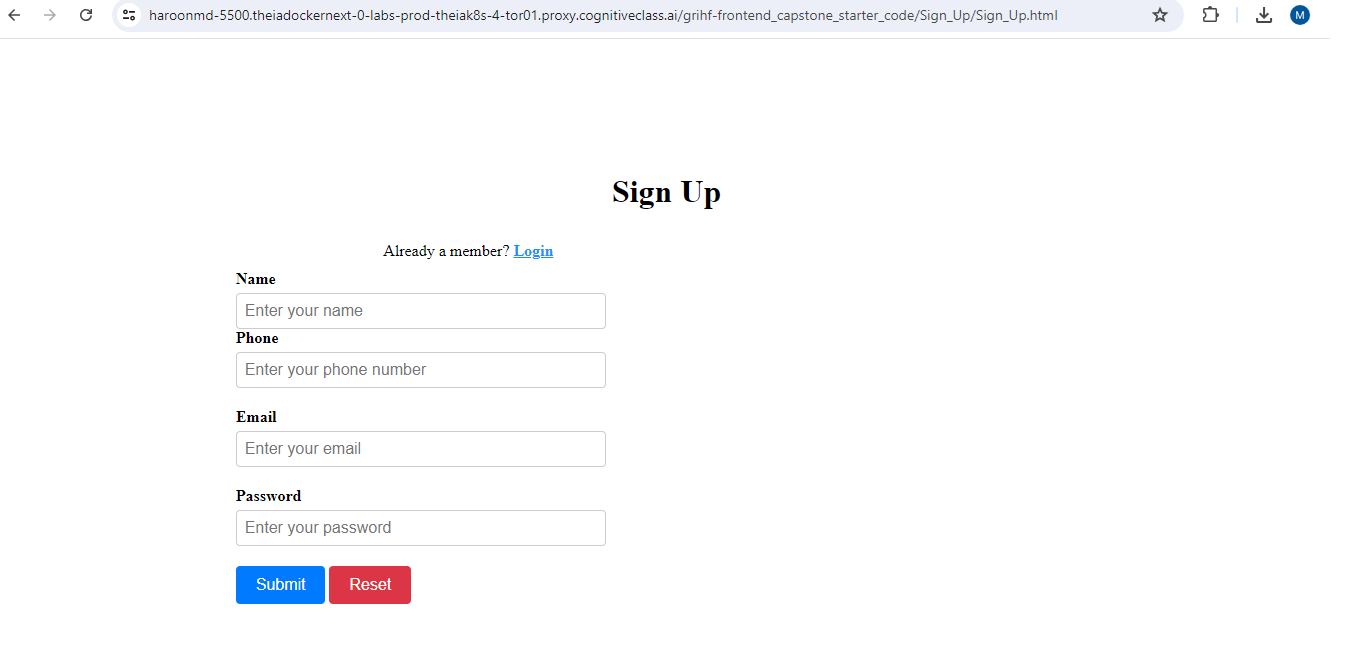 haroonmd-5500.theiadockernext-0-labs-prod-theiak8s-4-tor01.proxy.cognitiveclass.ai/grihf-frontend_capstone_starter_code/Sign_Up/Sign_Up.html
M
Sign Up
Already a member? Login
Name
Enter your name
Phone
Enter your phone number
Email
Enter your email
Password
Enter your password
Submit Reset